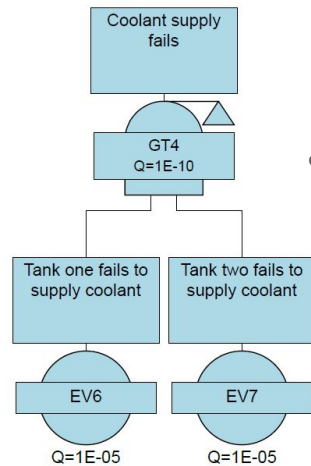 Coolant supply
fails
GT4
Q=1E-10
Tank one fails to
supply coolant
Tank two fails to
supply coolant
EV6
EV7
Q=1E-05
Q=1E-05